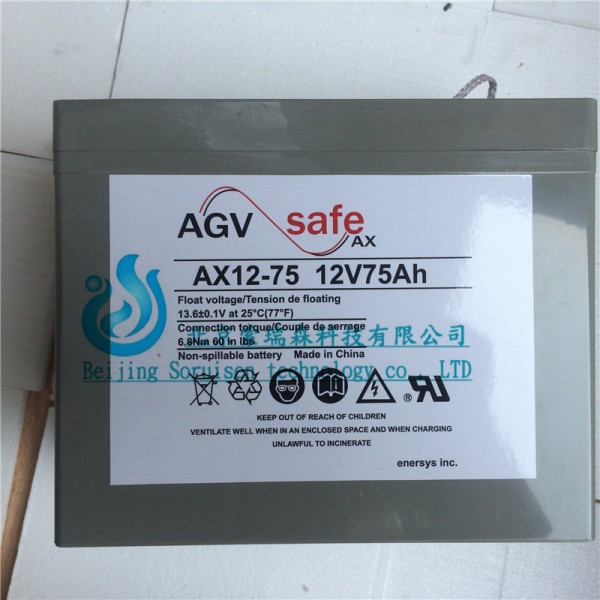 AGV safe AX
AX12-75 12V75Ah
Float voltage/Tension de floating
13.6±0.1V at 25°C(77°F)
Connection torque/Couple de serrage
北京索瑞森科技有限公司
6.8Nm 60 in lbs
Non-spillable battery Made in China
Beijing Soruisen technology co., LTD
Pb
KEEP OUT OF REACH OF CHILDREN
VENTILATE WELL WHEN IN AN ENCLOSED SPACE AND WHEN CHARGING
UNLAWFUL TO INCINERATE
enersys inc.